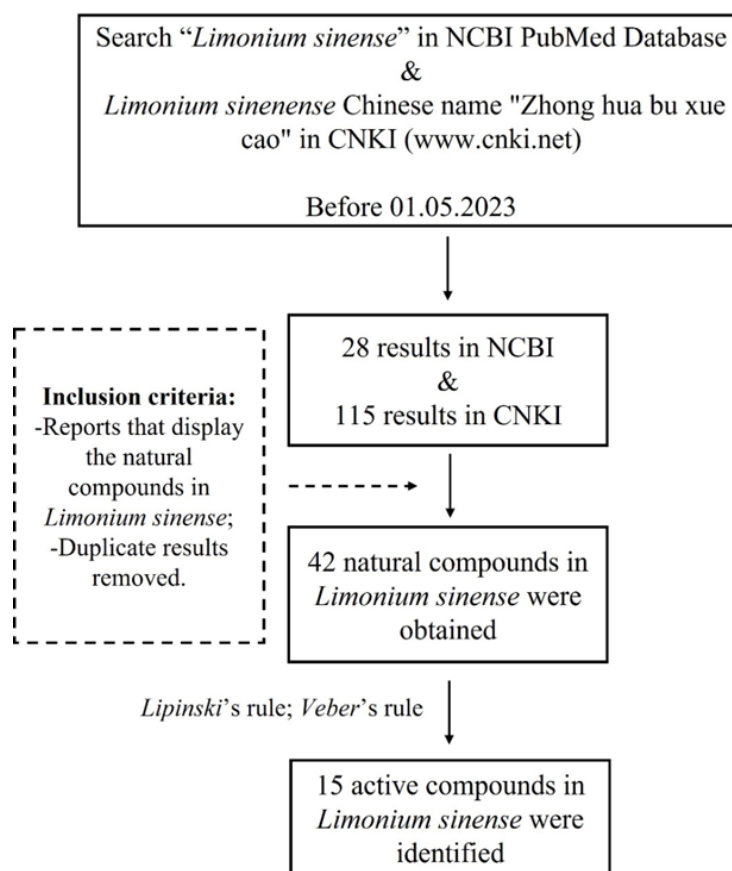 Search “Limonium sinense” in NCBI PubMed Database
&
Limonium sinenense Chinese name "Zhong hua bu xue
cao" in CNKI (www.cnki.net)
Before 01.05.2023
28 results in NCBI
&
115 results in CNKI
Inclusion criteria:
-Reports that display
the natural
compounds in
Limonium sinense;
-Duplicate results
removed.
42 natural compounds in
Limonium sinense were
obtained
Lipinski’s rule; Veber’s rule
15 active compounds in
Limonium sinense were
identified